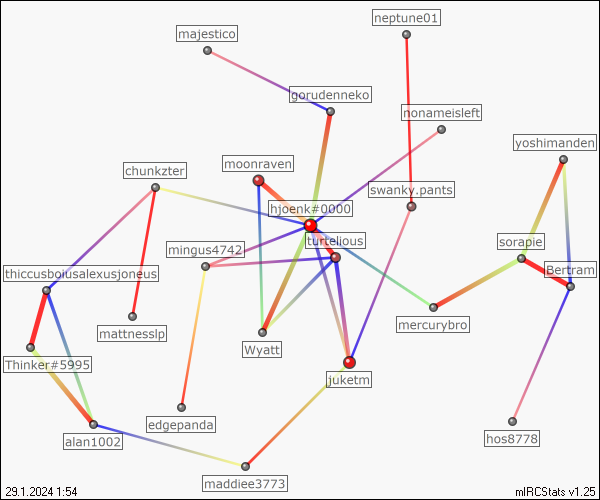 neptune01
majestico
gorudenneko
nonameisleft
yoshimanden
chunkzter
moonraven
swanky.pants
hjoenk#0000
turtelious
mingus4742
sorapie
thiccusboiusalexusjoneus
Bertram
mattnesslp
mercurybro
Wyatt
Thinker#5995
juketm
edgepanda
hos8778
alan1002
maddiee3773
29.1.2024 1:54
mIRCStats v1.25